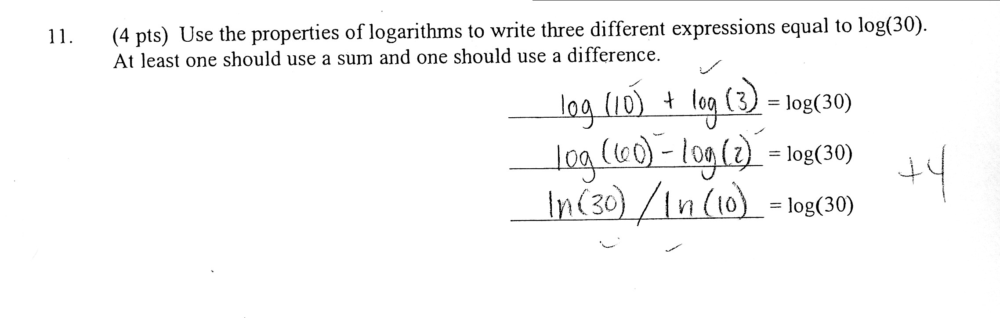 11. (4 pts) Use the properties of logarithms to write three different expressions equal to log(30).
At least one should use a sum and one should use a difference.
log (10) + log (3) = log(30)
log (60) - log (2) = log(30)
+4
ln(30) / ln (10) = log(30)